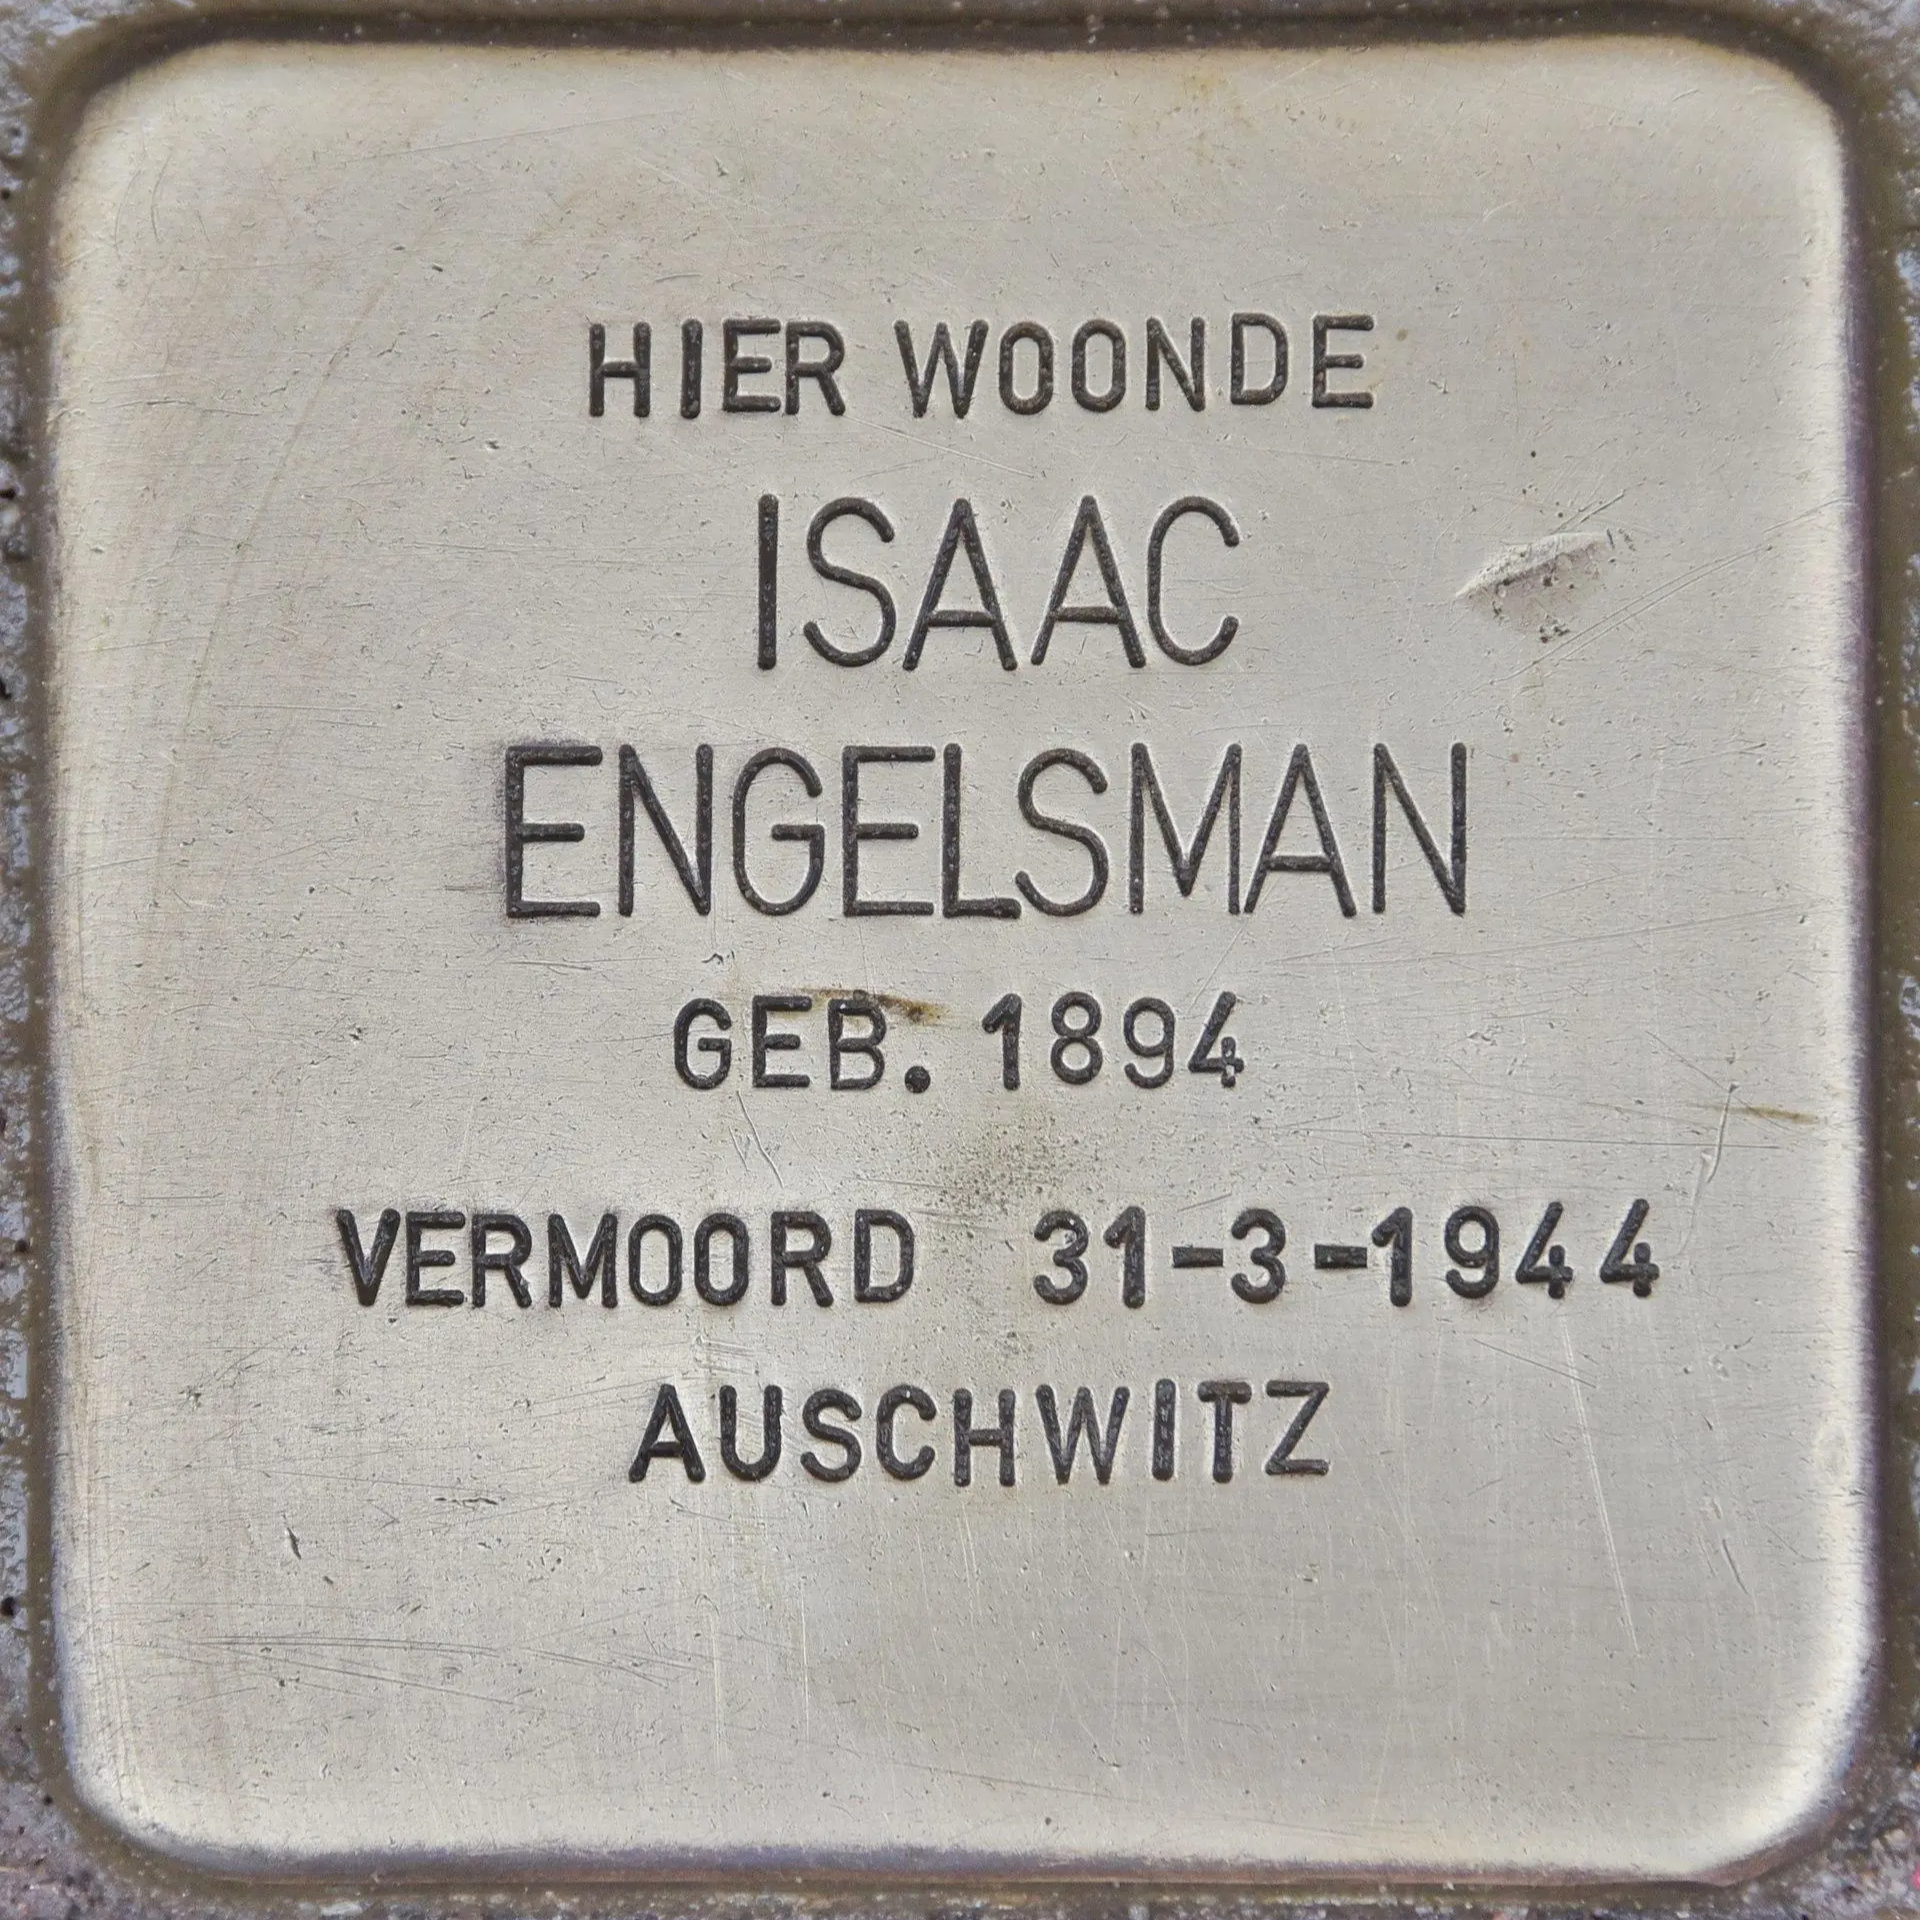 HIER WOONDE
ISAAC
ENGELSMAN
GEB. 1894
VERMOORD 31-3-1944
AUSCHWITZ